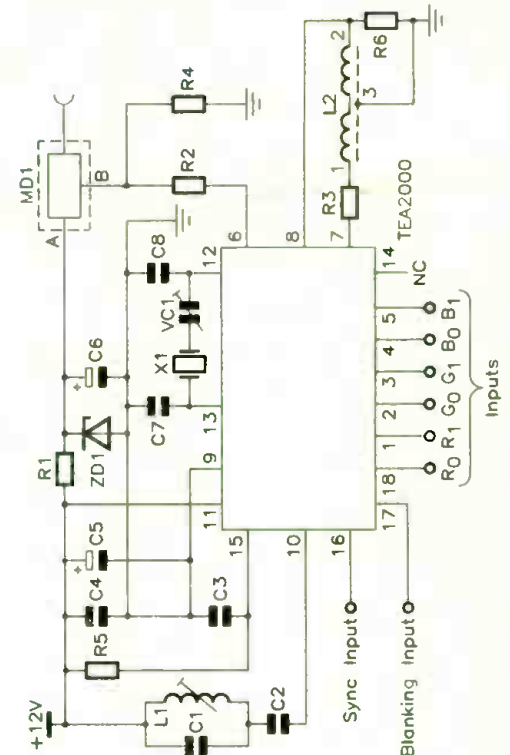 R6
2
L2
3
1
R3
TEA2000
R4
R2
MD1
B
A
8
7
6
14
NC
C8
12
VC1
X1
C7
13
C6
+
ZD1
R1
9
11
C5
+
C4
C3
R5
15
10
16
17
18
1
2
3
4
5
R0
R1
G0
G1
B0
B1
Inputs
+12V
L1
C1
C2
Sync Input
Blanking Input